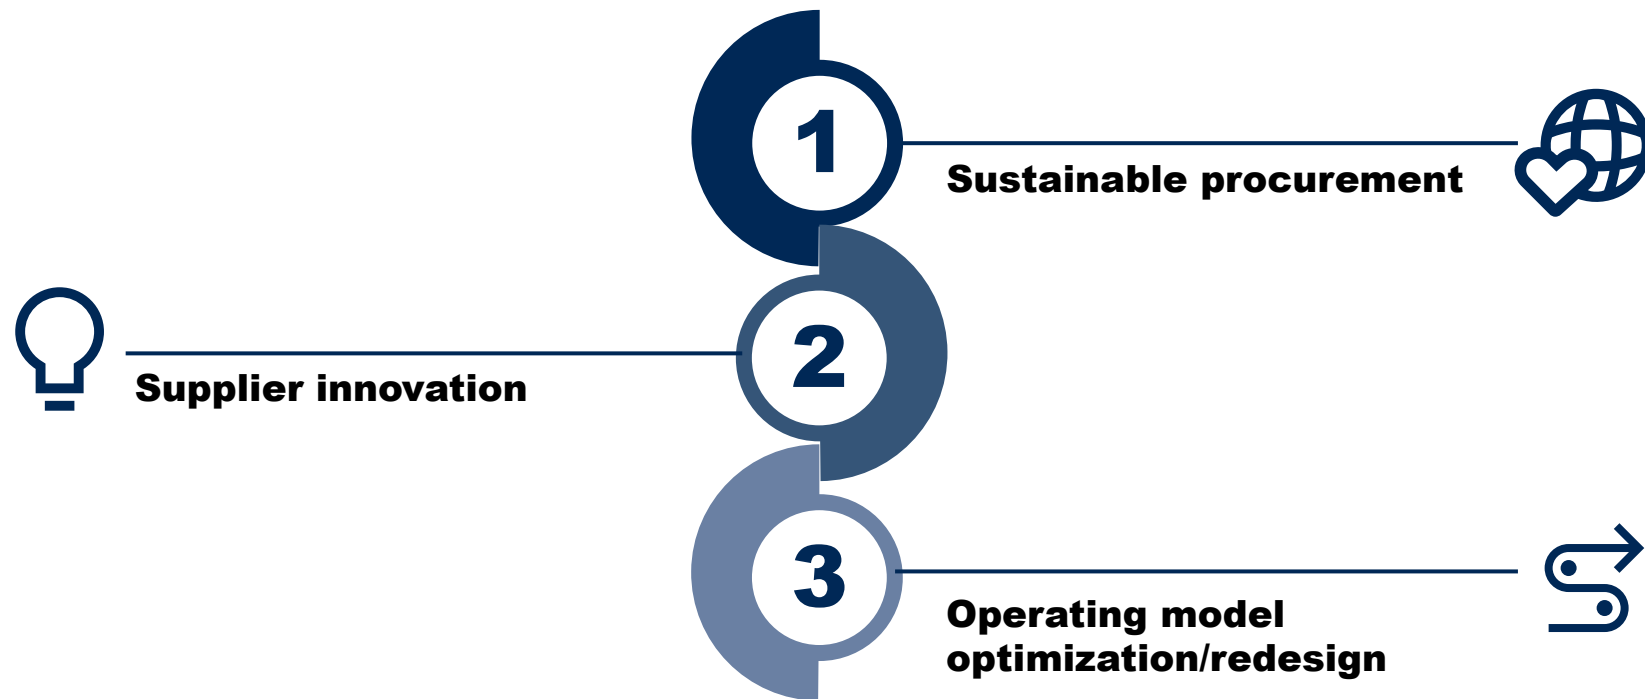 1
Sustainable procurement
2
Supplier innovation
3
Operating model
optimization/redesign